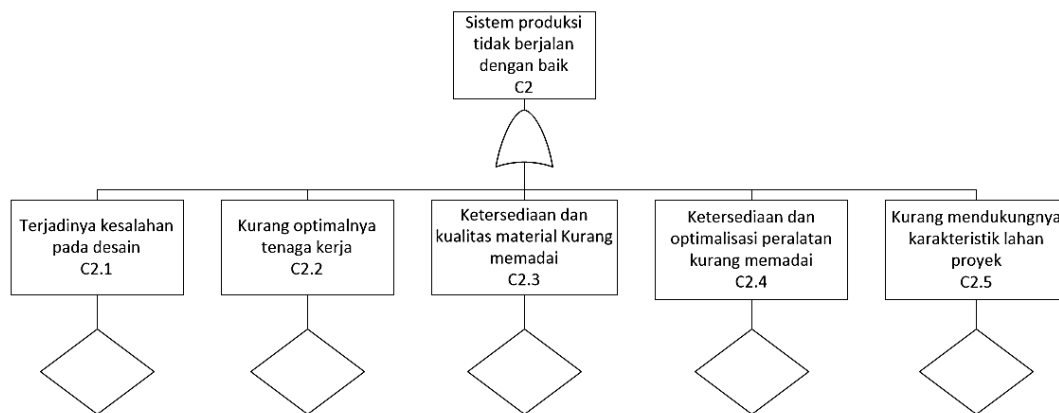 Sistem produksi
tidak berjalan
dengan baik
C2
Terjadinya kesalahan
pada desain
C2.1
Kurang optimalnya
tenaga kerja
C2.2
Ketersediaan dan
kualitas material Kurang
memadai
C2.3
Ketersediaan dan
optimalisasi peralatan
kurang memadai
C2.4
Kurang mendukungnya
karakteristik lahan
proyek
C2.5